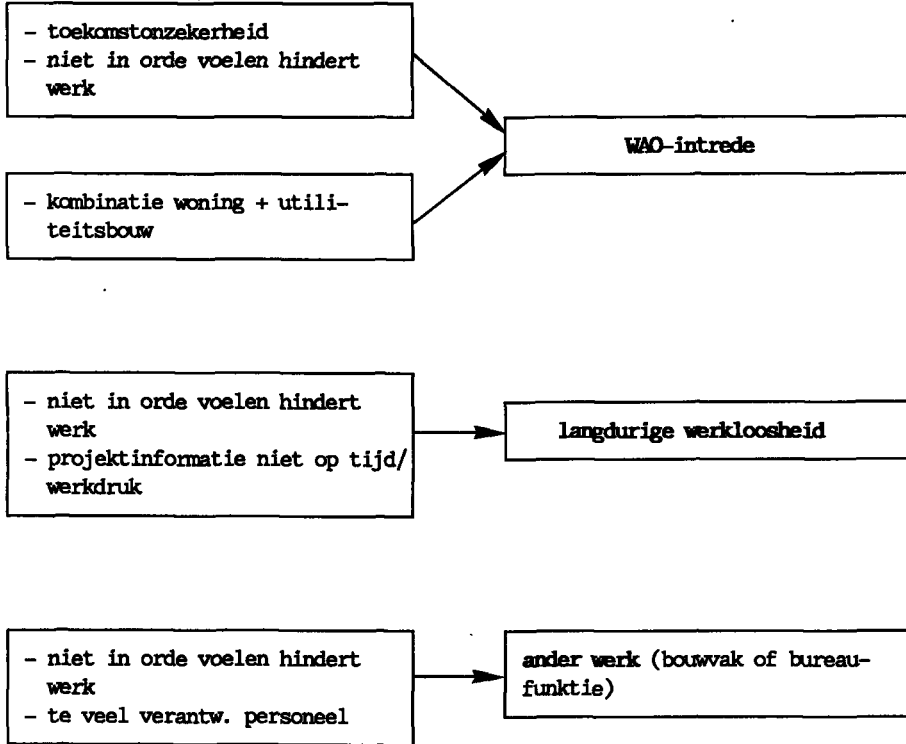 - toekomstonzekerheid
- niet in orde voelen hindert
werk
WAO-intrede
- kombinatie woning + utili-
teitsbouw
- niet in orde voelen hindert
werk
- projektinformatie niet op tijd/
werkdruk
langdurige werkloosheid
- niet in orde voelen hindert
werk
- te veel verantw. personeel
ander werk (bouwvak of bureau-
funktie)